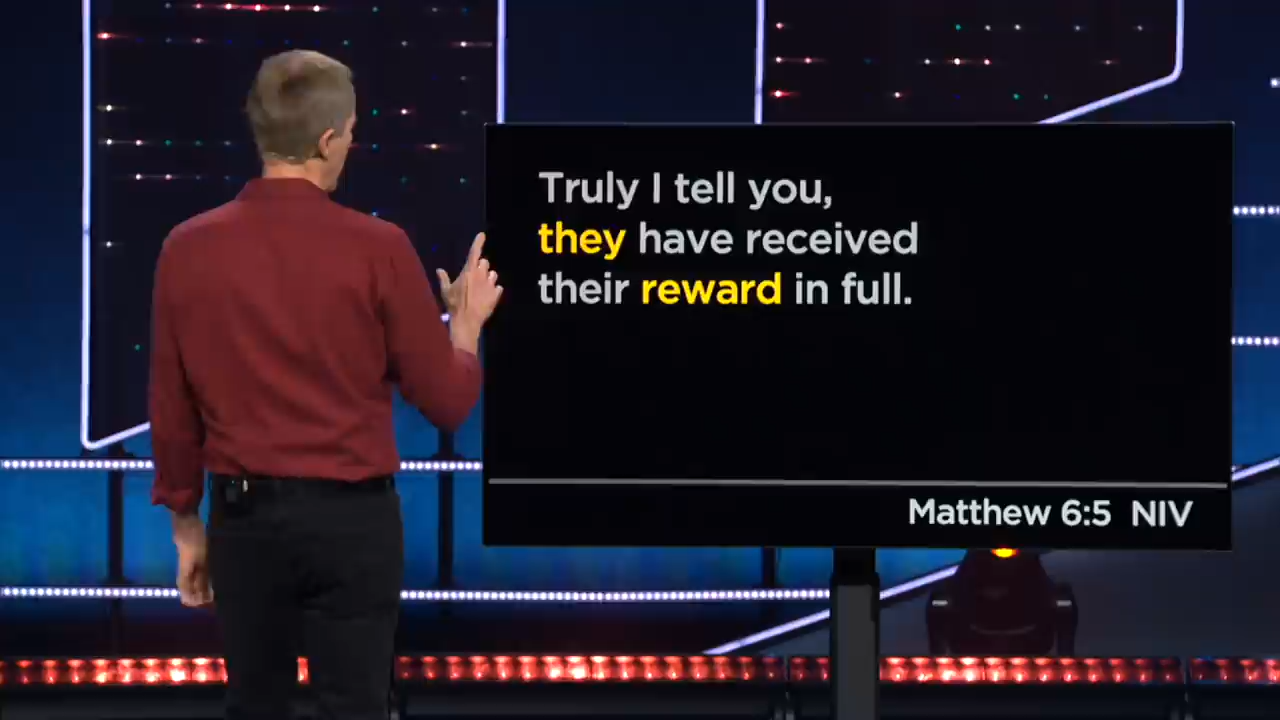 Truly I tell you,
they have received
their reward in full.
Matthew 6:5 NIV